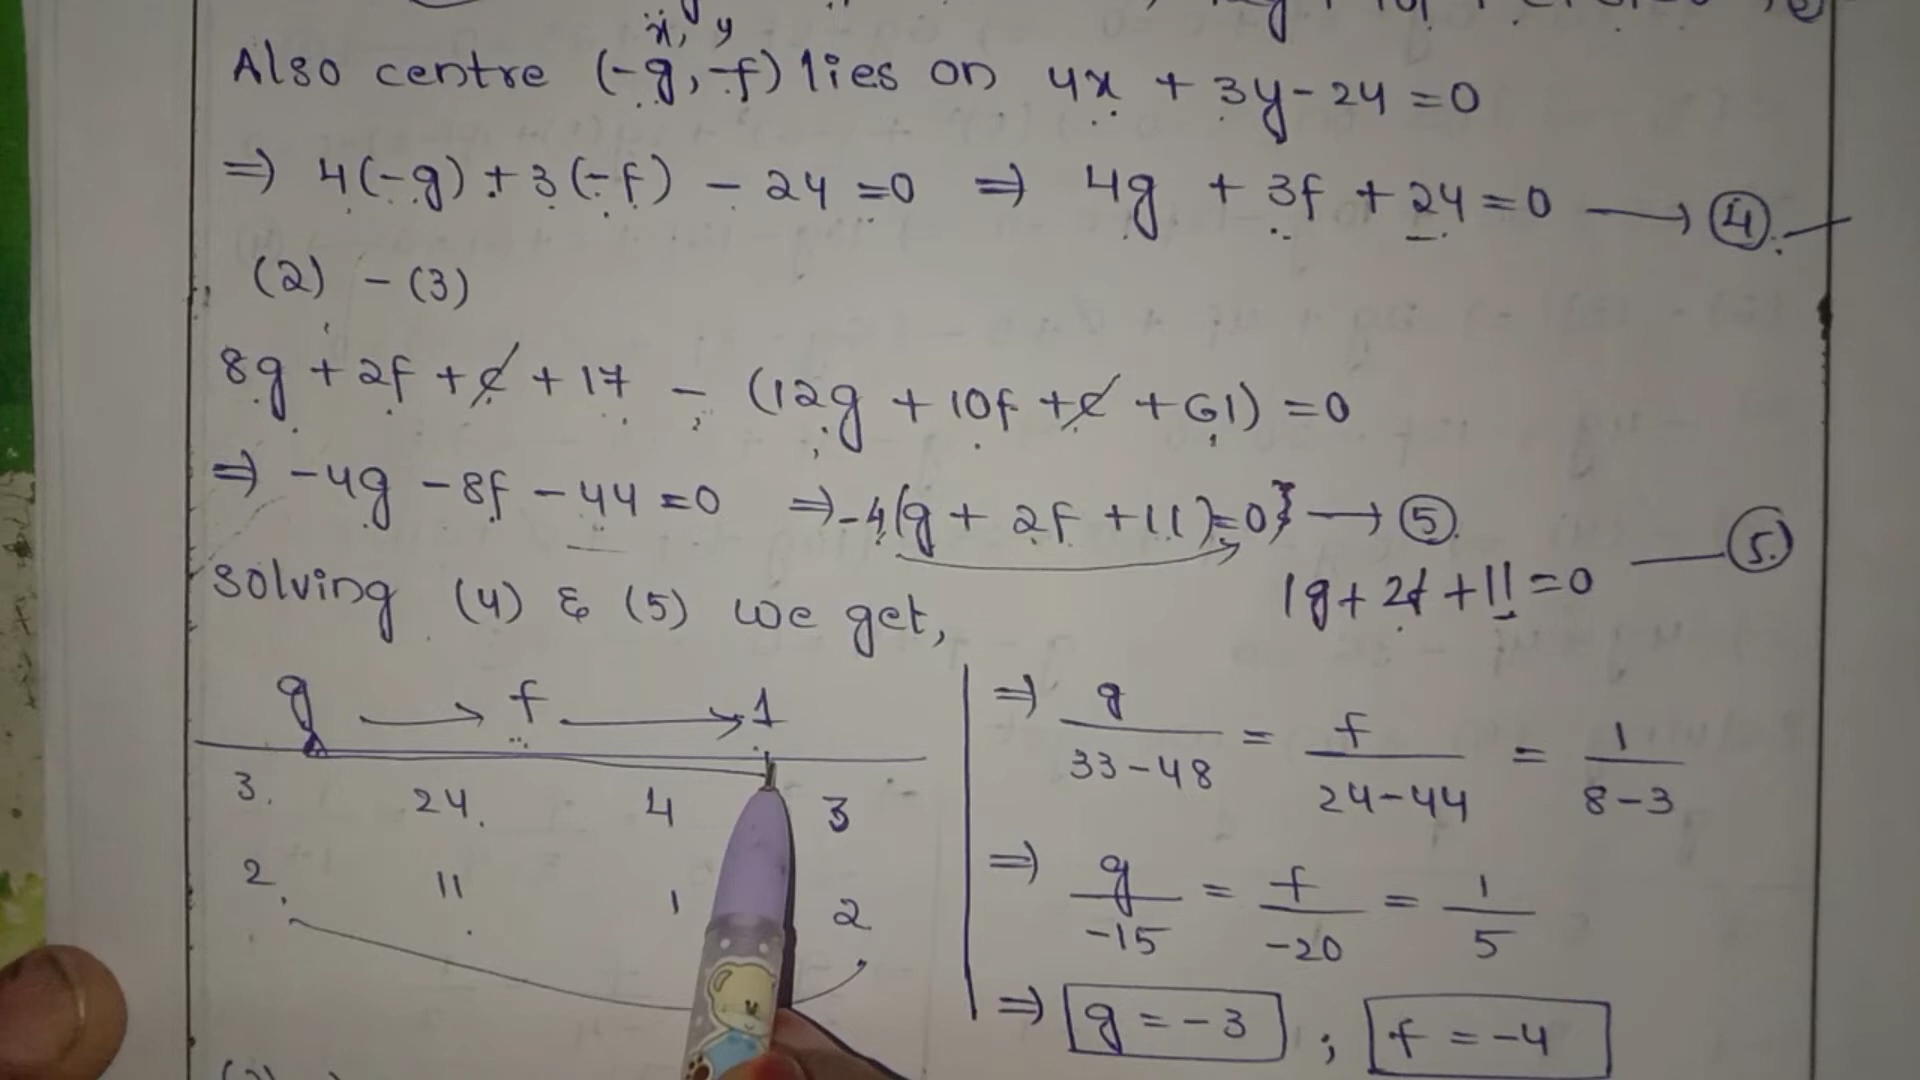 x, y
Also centre (-g, -f) lies on 4x + 3y - 24 = 0
⇒ 4(-g) + 3(-f) - 24 = 0 ⇒ 4g + 3f + 24 = 0 → ④
(2) - (3)
8g + 2f + c + 17 - (12g + 10f + c + 61) = 0
⇒ -4g - 8f - 44 = 0 ⇒ -4(g + 2f + 11) = 0} → ⑤
1g + 2f + 11 = 0 — ⑤
solving (4) & (5) we get,
g → f → 1
3 24 4 3
2 11 1 2
⇒ g/(33-48) = f/(24-44) = 1/(8-3)
⇒ g/-15 = f/-20 = 1/5
⇒ g = -3 ; f = -4